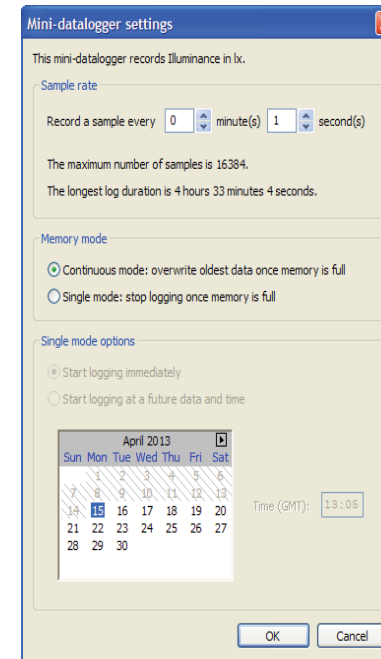 Mini-datalogger settings
This mini-datalogger records Illuminance in lx.
Sample rate
Record a sample every 0 minute(s) 1 second(s)
The maximum number of samples is 16384.
The longest log duration is 4 hours 33 minutes 4 seconds.
Memory mode
Continuous mode: overwrite oldest data once memory is full
Single mode: stop logging once memory is full
Single mode options
Start logging immediately
Start logging at a future data and time
April 2013
Sun Mon Tue Wed Thu Fri Sat
1 2 3 4 5 6
7 8 9 10 11 12 13
14 15 16 17 18 19 20
Time (GMT): 13:05
21 22 23 24 25 26 27
28 29 30
OK Cancel